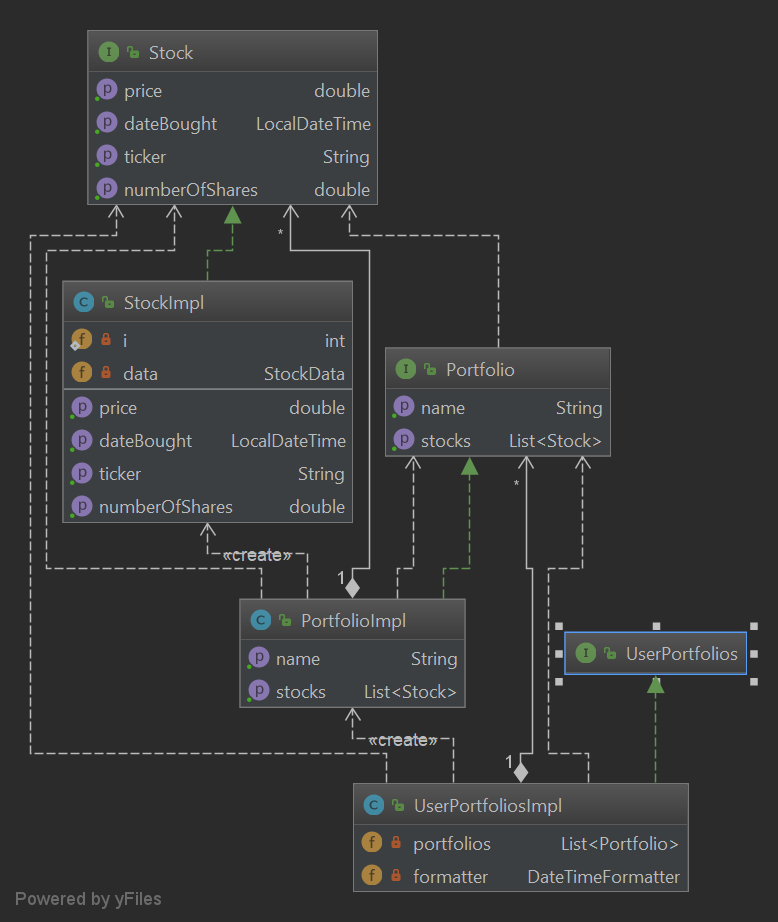 I Stock
p price double
p dateBought LocalDateTime
p ticker String
p numberOfShares double
*
C StockImpl
f i int
f data StockData
p price double
p dateBought LocalDateTime
p ticker String
p numberOfShares double
I Portfolio
p name String
p stocks List<Stock>
*
«create»
1
C PortfolioImpl
p name String
p stocks List<Stock>
I UserPortfolios
«create»
1
C UserPortfoliosImpl
f portfolios List<Portfolio>
f formatter DateTimeFormatter
Powered by yFiles